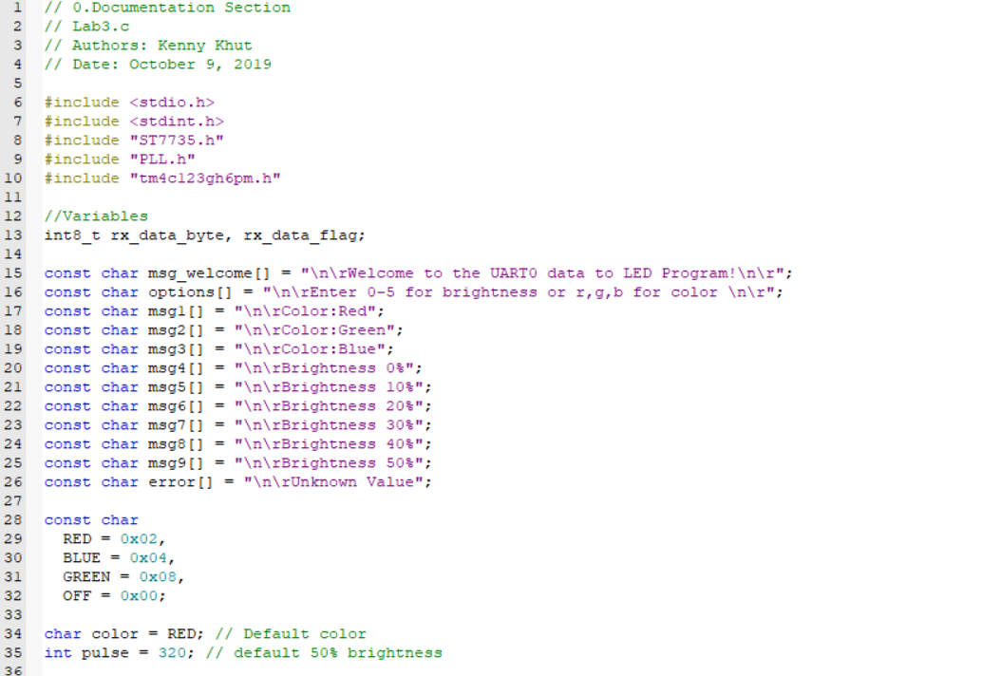 1 // 0.Documentation Section
2 // Lab3.c
3 // Authors: Kenny Khut
4 // Date: October 9, 2019
5
6 #include <stdio.h>
7 #include <stdint.h>
8 #include "ST7735.h"
9 #include "PLL.h"
10 #include "tm4c123gh6pm.h"
11
12 //Variables
13 int8_t rx_data_byte, rx_data_flag;
14
15 const char msg_welcome[] = "\n\rWelcome to the UART0 data to LED Program!\n\r";
16 const char options[] = "\n\rEnter 0-5 for brightness or r,g,b for color \n\r";
17 const char msg1[] = "\n\rColor:Red";
18 const char msg2[] = "\n\rColor:Green";
19 const char msg3[] = "\n\rColor:Blue";
20 const char msg4[] = "\n\rBrightness 0%";
21 const char msg5[] = "\n\rBrightness 10%";
22 const char msg6[] = "\n\rBrightness 20%";
23 const char msg7[] = "\n\rBrightness 30%";
24 const char msg8[] = "\n\rBrightness 40%";
25 const char msg9[] = "\n\rBrightness 50%";
26 const char error[] = "\n\rUnknown Value";
27
28 const char
29   RED = 0x02,
30   BLUE = 0x04,
31   GREEN = 0x08,
32   OFF = 0x00;
33
34 char color = RED; // Default color
35 int pulse = 320; // default 50% brightness
36